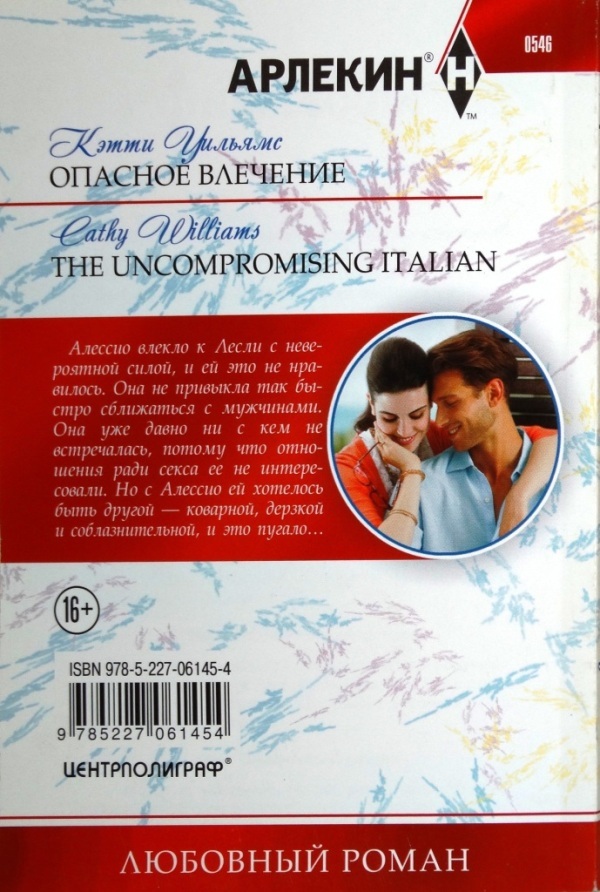 0546
АРЛЕКИН®
H
™
Кэтти Уильямс
ОПАСНОЕ ВЛЕЧЕНИЕ
Cathy Williams
THE UNCOMPROMISING ITALIAN
Алессио влекло к Лесли с неве-
роятной силой, и ей это не нра-
вилось. Она не привыкла так бы-
стро сближаться с мужчинами.
Она уже давно ни с кем не
встречалась, потому что отно-
шения ради секса ее не интере-
совали. Но с Алессио ей хотелось
быть другой — коварной, дерзкой
и соблазнительной, и это пугало...
16+
ISBN 978-5-227-06145-4
9 785227 061454
ЦЕНТРПОЛИГРАФ®
ЛЮБОВНЫЙ РОМАН